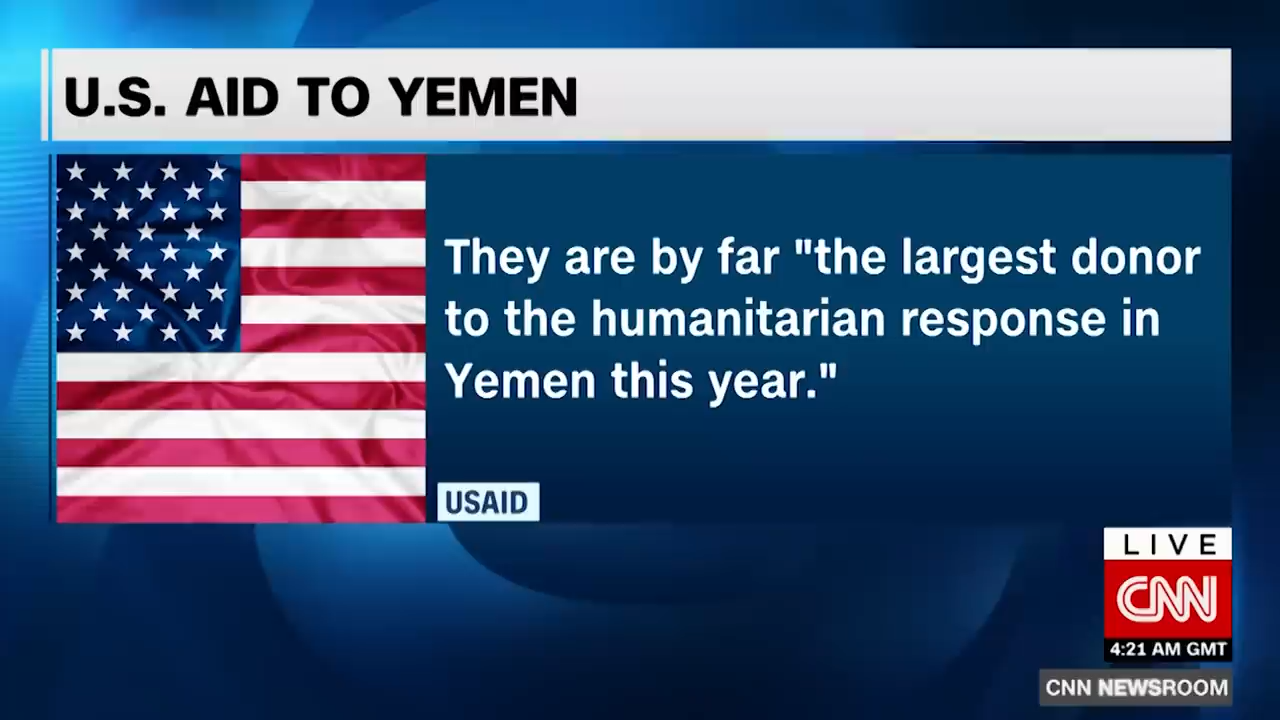 U.S. AID TO YEMEN
They are by far "the largest donor
to the humanitarian response in
Yemen this year."
USAID
LIVE
CNN
4:21 AM GMT
CNN NEWSROOM